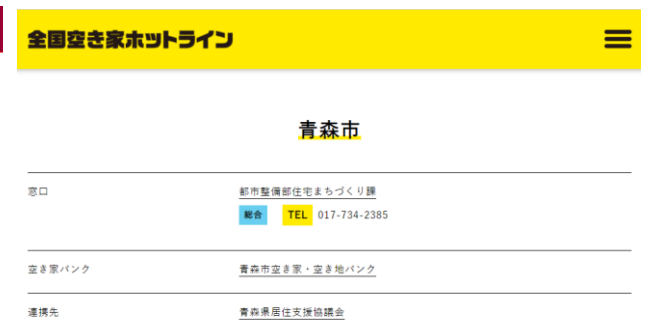 全国空き家ホットライン
青森市
窓口
都市整備部住宅まちづくり課
総合 TEL 017-734-2385
空き家バンク
青森市空き家・空き地バンク
連携先
青森県居住支援協議会